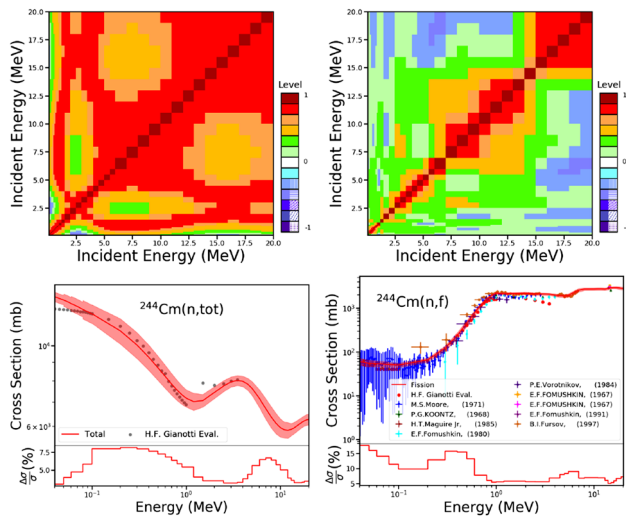 20.0
17.5
15.0
12.5
10.0
7.5
5.0
2.5
Incident Energy (MeV)
2.5 5.0 7.5 10.0 12.5 15.0 17.5 20.0
Incident Energy (MeV)
Level
1
0
-1
20.0
17.5
15.0
12.5
10.0
7.5
5.0
2.5
Incident Energy (MeV)
2.5 5.0 7.5 10.0 12.5 15.0 17.5 20.0
Incident Energy (MeV)
Level
1
0
-1
²⁴⁴Cm(n,tot)
Cross Section (mb)
10⁴
6 × 10³
Total
H.F. Gianotti Eval.
Δσ/σ(%)
7.5
5.0
10⁻¹ 10⁰ 10¹
Energy (MeV)
²⁴⁴Cm(n,f)
Cross Section (mb)
10³
10²
10¹
10⁰
Fission
H.F. Gianotti Eval.
M.S.Moore, (1971)
P.G.KOONTZ, (1968)
H.T.Maguire Jr, (1985)
E.F.Fomushkin, (1980)
P.E.Vorotnikov, (1984)
E.F.FOMUSHKIN, (1967)
E.F.FOMUSHKIN, (1967)
E.F.Fomushkin, (1991)
B.I.Fursov, (1997)
Δσ/σ(%)
15
10
5
10⁻¹ 10⁰ 10¹
Energy (MeV)